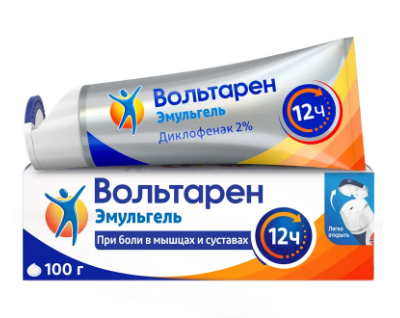 Вольтарен
Эмульгель
Диклофенак 2%
12ч
Вольтарен
Эмульгель
При боли в мышцах и суставах
12ч
Легко
открыть
100 г